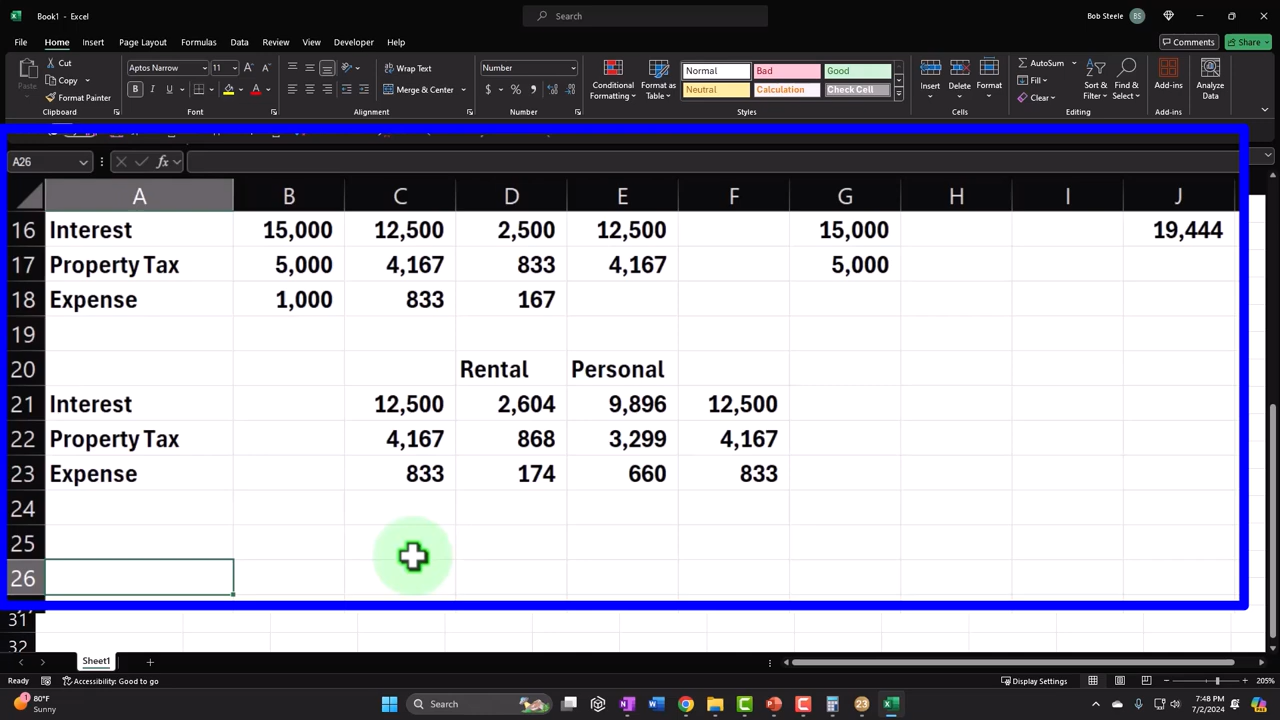 Book1 - Excel
Search
Bob Steele BS
File Home Insert Page Layout Formulas Data Review View Developer Help
Comments Share
Paste
Cut
Copy
Format Painter
Clipboard
Aptos Narrow 11
Font
Wrap Text
Merge & Center
Alignment
Number
Number
Conditional Formatting
Format as Table
Normal Bad Good
Neutral Calculation Check Cell
Styles
Insert Delete Format
Cells
AutoSum
Fill
Clear
Sort & Filter
Find & Select
Editing
Add-ins
Add-ins
Analyze Data
A26 fx
A B C D E F G H I J
16 Interest 15,000 12,500 2,500 12,500 15,000 19,444
17 Property Tax 5,000 4,167 833 4,167 5,000
18 Expense 1,000 833 167
19
20 Rental Personal
21 Interest 12,500 2,604 9,896 12,500
22 Property Tax 4,167 868 3,299 4,167
23 Expense 833 174 660 833
24
25
26
31
32
Sheet1
Ready Accessibility: Good to go Display Settings 205%
80°F
Sunny
Search
7:48 PM
7/2/2024